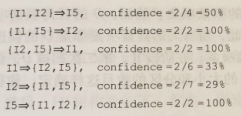 {I1,I2}⇒I5, confidence=2/4=50%
{I1,I5}⇒I2, confidence=2/2=100%
{I2,I5}⇒I1, confidence=2/2=100%
I1⇒{I2,I5}, confidence=2/6=33%
I2⇒{I1,I5}, confidence=2/7=29%
I5⇒{I1,I2}, confidence=2/2=100%